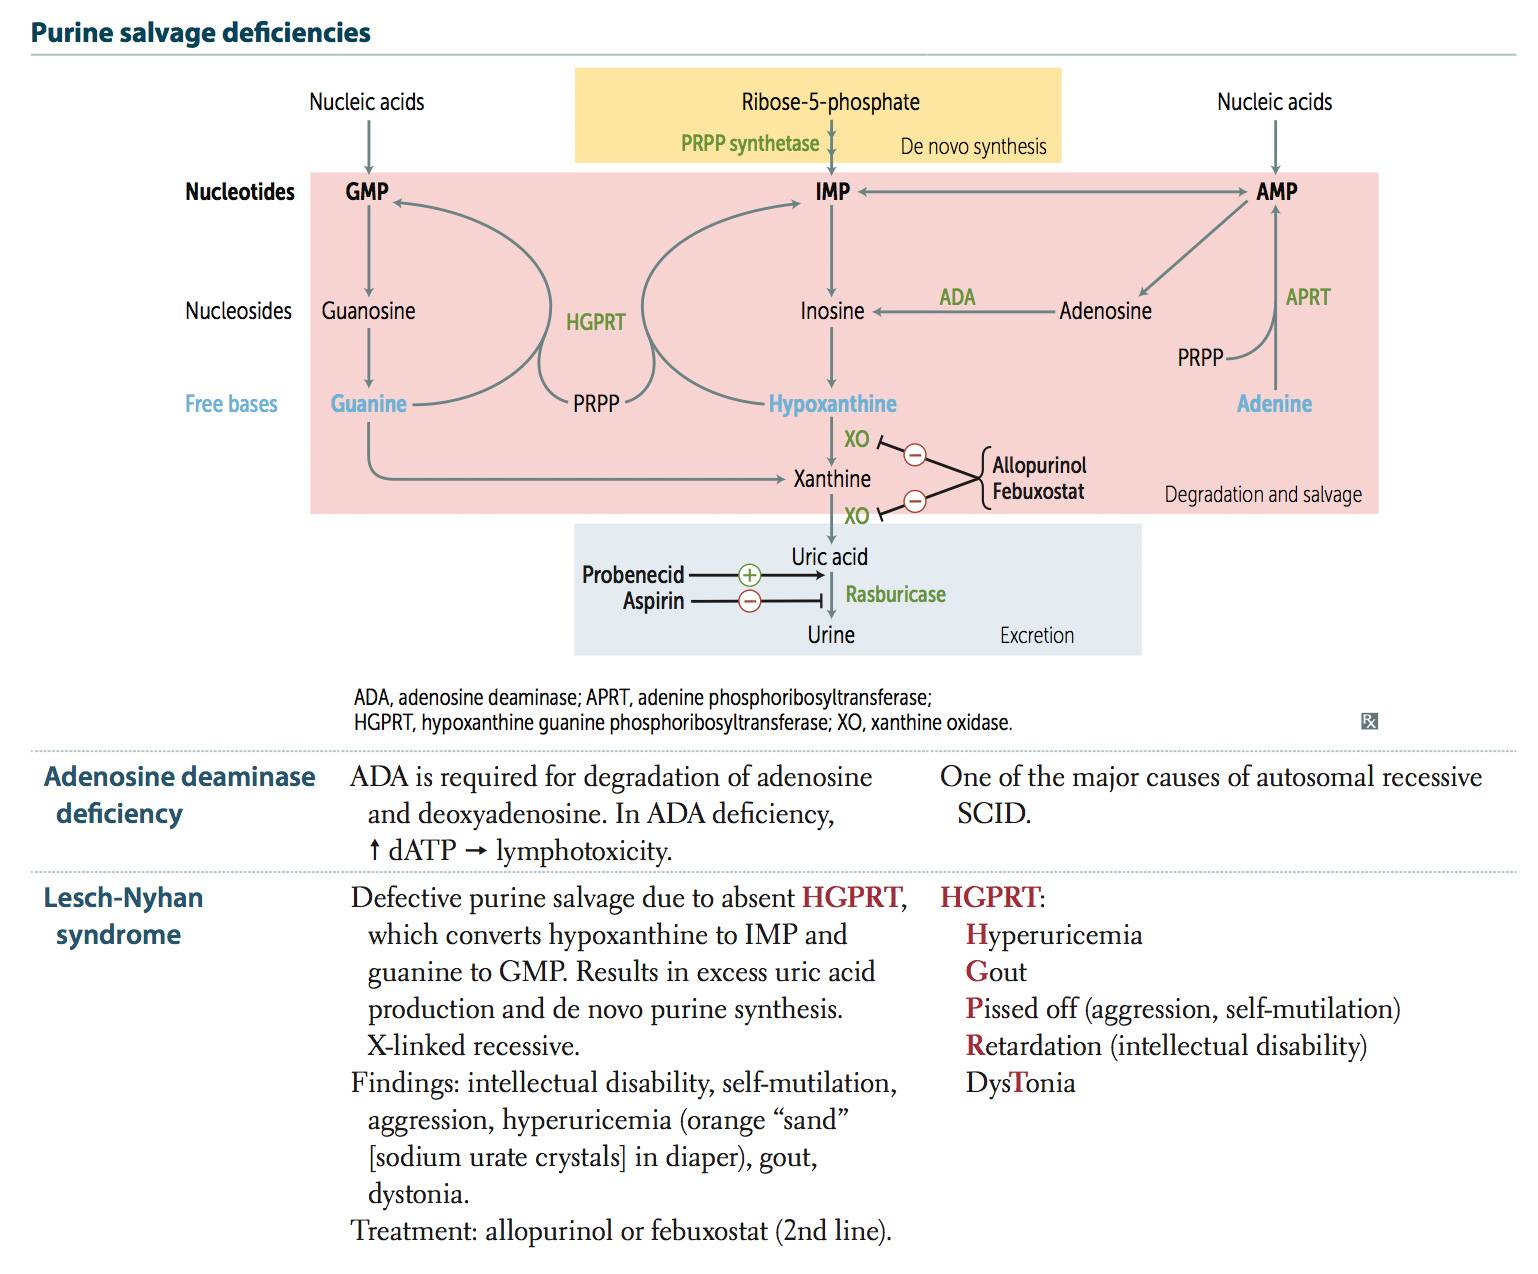 Purine salvage deficiencies
Nucleic acids
Ribose-5-phosphate
Nucleic acids
PRPP synthetase
De novo synthesis
Nucleotides
GMP
IMP
AMP
Nucleosides
Guanosine
HGPRT
Inosine
ADA
Adenosine
APRT
PRPP
Free bases
Guanine
PRPP
Hypoxanthine
Adenine
XO
−
Allopurinol
Febuxostat
Xanthine
−
Degradation and salvage
XO
Uric acid
Probenecid
+
Aspirin
−
Rasburicase
Urine
Excretion
ADA, adenosine deaminase; APRT, adenine phosphoribosyltransferase;
HGPRT, hypoxanthine guanine phosphoribosyltransferase; XO, xanthine oxidase.
Rx
Adenosine deaminase
deficiency
ADA is required for degradation of adenosine
and deoxyadenosine. In ADA deficiency,
↑ dATP → lymphotoxicity.
One of the major causes of autosomal recessive
SCID.
Lesch-Nyhan
syndrome
Defective purine salvage due to absent HGPRT,
which converts hypoxanthine to IMP and
guanine to GMP. Results in excess uric acid
production and de novo purine synthesis.
X-linked recessive.
Findings: intellectual disability, self-mutilation,
aggression, hyperuricemia (orange “sand”
[sodium urate crystals] in diaper), gout,
dystonia.
Treatment: allopurinol or febuxostat (2nd line).
HGPRT:
Hyperuricemia
Gout
Pissed off (aggression, self-mutilation)
Retardation (intellectual disability)
DysTonia